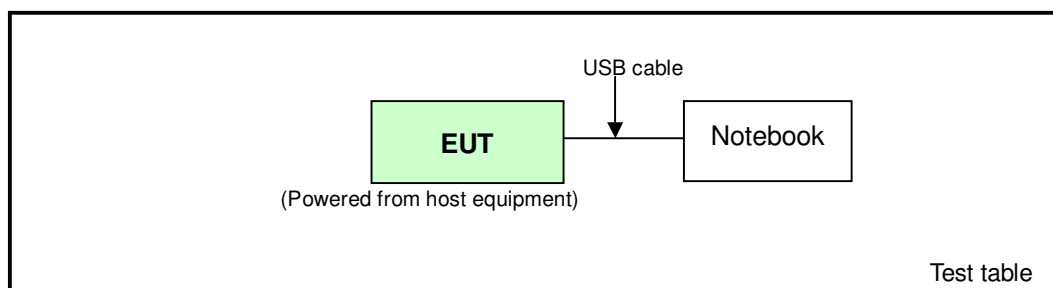 USB cable
EUT
Notebook
(Powered from host equipment)
Test table